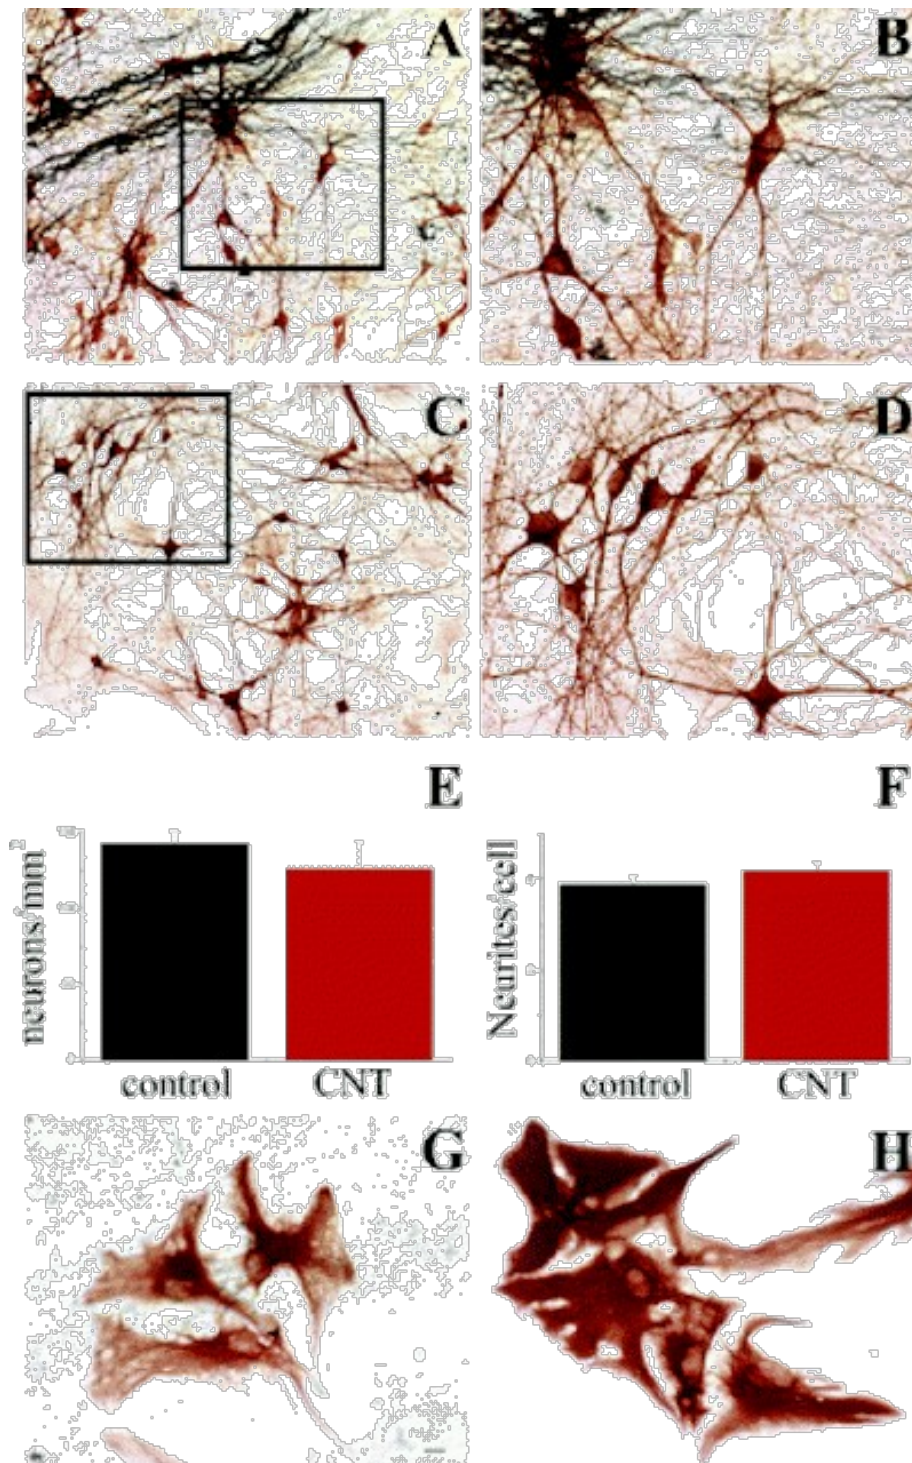 A
B
C
D
E
F
neurons/mm²
control
CNT
Neurites/cell
control
CNT
G
H